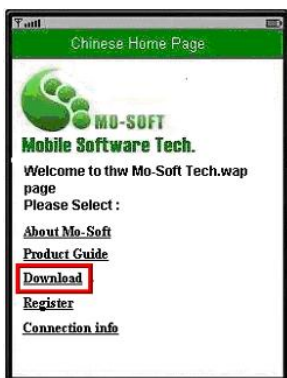 Chinese Home Page
MO-SOFT
Mobile Software Tech.
Welcome to thw Mo-Soft Tech.wap
page
Please Select :
About Mo-Soft
Product Guide
Download
Register
Connection info